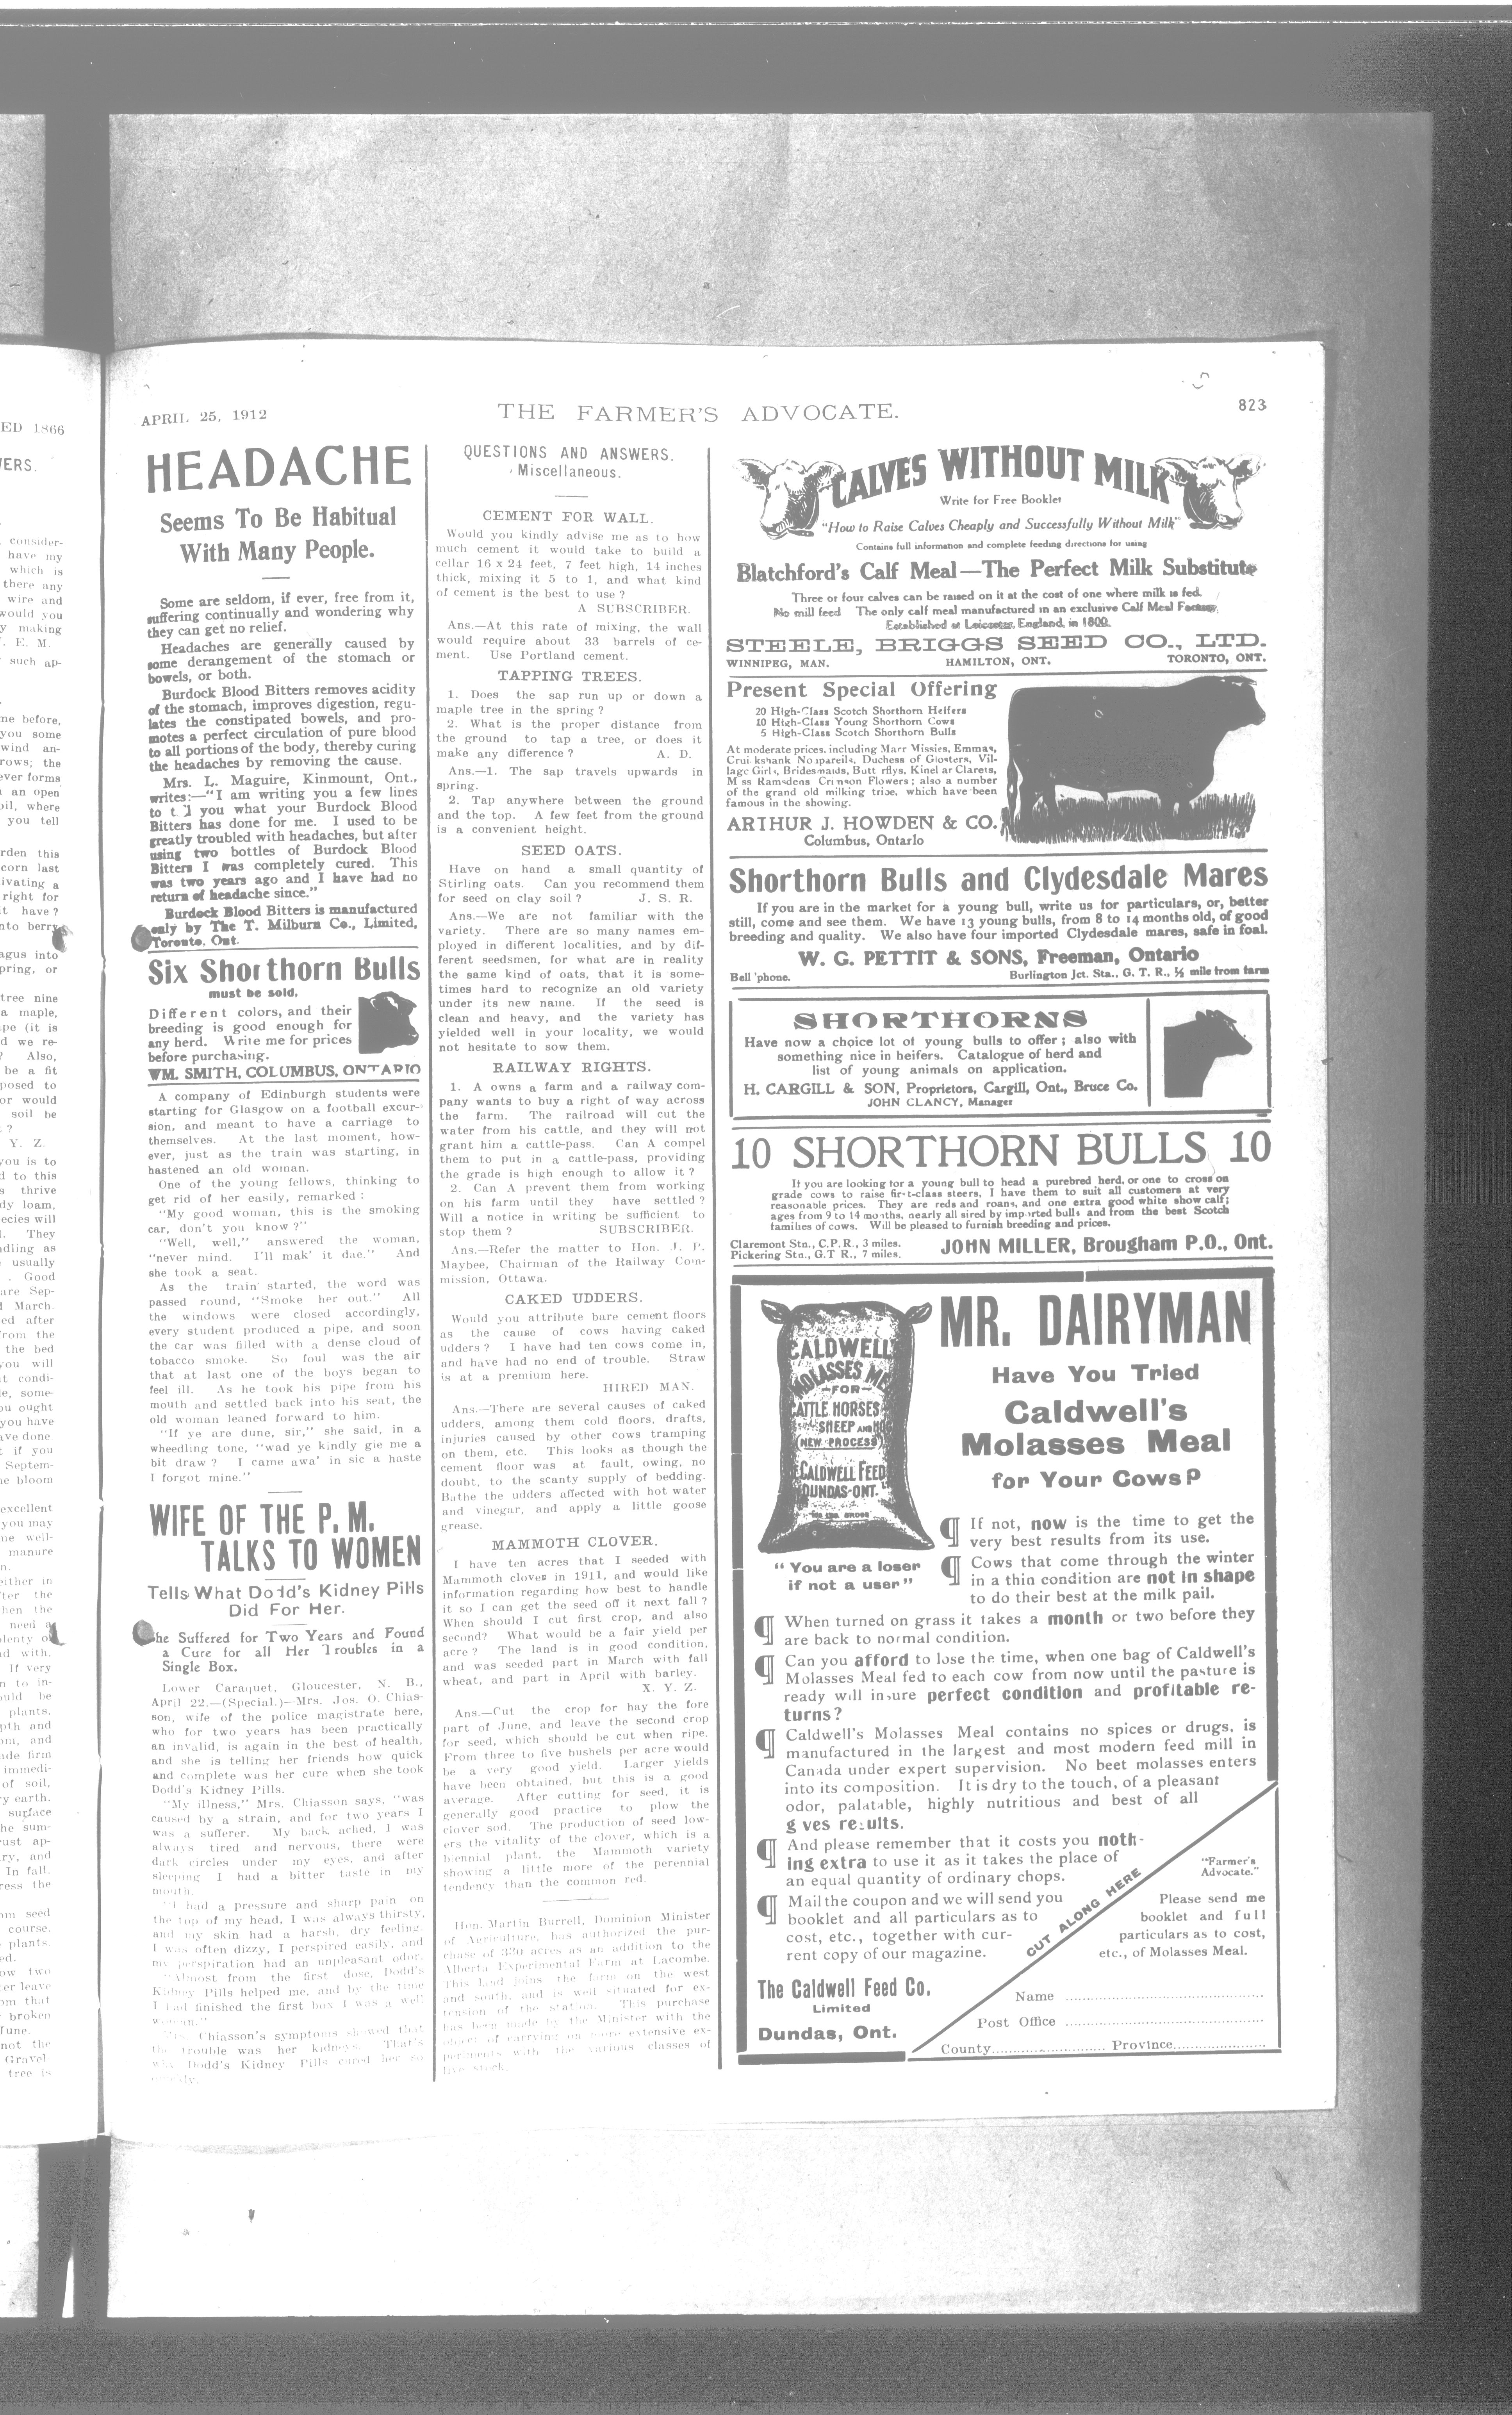 APRIL 25, 1912
THE FARMER'S ADVOCATE.
823
HEADACHE
Seems To Be Habitual
With Many People.
Some are seldom, if ever, free from it,
suffering continually and wondering why
they can get no relief.
Headaches are generally caused by
some derangement of the stomach or
bowels, or both.
Burdock Blood Bitters removes acidity
of the stomach, improves digestion, regu-
lates the constipated bowels, and pro-
motes a perfect circulation of pure blood
to all portions of the body, thereby curing
the headaches by removing the cause.
Mrs. L. Maguire, Kinmount, Ont.,
writes:—"I am writing you a few lines
to t l you what your Burdock Blood
Bitters has done for me. I used to be
greatly troubled with headaches, but after
using two bottles of Burdock Blood
Bitters I was completely cured. This
was two years ago and I have had no
return of headache since."
Burdock Blood Bitters is manufactured
only by The T. Milburn Co., Limited,
Toronto, Ont.
Six Shorthorn Bulls
must be sold.
Different colors, and their
breeding is good enough for
any herd. Write me for prices
before purchasing.
WM. SMITH, COLUMBUS, ONTARIO
A company of Edinburgh students were
starting for Glasgow on a football excur-
sion, and meant to have a carriage to
themselves. At the last moment, how-
ever, just as the train was starting, in
hastened an old woman.
One of the young fellows, thinking to
get rid of her easily, remarked :
"My good woman, this is the smoking
car, don't you know ?"
"Well, well," answered the woman,
"never mind. I'll mak' it dae." And
she took a seat.
As the train started, the word was
passed round, "Smoke her out." All
the windows were closed accordingly,
every student produced a pipe, and soon
the car was filled with a dense cloud of
tobacco smoke. So foul was the air
that at last one of the boys began to
feel ill. As he took his pipe from his
mouth and settled back into his seat, the
old woman leaned forward to him.
"If ye are dune, sir," she said, in a
wheedling tone, "wad ye kindly gie me a
bit draw ? I came awa' in sic a haste
I forgot mine."
WIFE OF THE P. M.
TALKS TO WOMEN
Tells What Dodd's Kidney Pills
Did For Her.
She Suffered for Two Years and Found
a Cure for all Her Troubles in a
Single Box.
Lower Caraquet, Gloucester, N. B.,
April 22.—(Special.)—Mrs. Jos. O. Chias-
son, wife of the police magistrate here,
who for two years has been practically
an invalid, is again in the best of health,
and she is telling her friends how quick
and complete was her cure when she took
Dodd's Kidney Pills.
"My illness," Mrs. Chiasson says, "was
caused by a strain, and for two years I
was a sufferer. My back ached, I was
always tired and nervous, there were
dark circles under my eyes, and after
sleeping I had a bitter taste in my
mouth.
"I had a pressure and sharp pain on
the top of my head, I was always thirsty,
and my skin had a harsh, dry feeling.
I was often dizzy, I perspired easily, and
my perspiration had an unpleasant odor.
"Almost from the first dose, Dodd's
Kidney Pills helped me, and by the time
I had finished the first box I was a well
woman."
Mrs. Chiasson's symptoms showed that
the trouble was her kidneys. That's
why Dodd's Kidney Pills cured her so
quickly.
QUESTIONS AND ANSWERS.
Miscellaneous.
CEMENT FOR WALL.
Would you kindly advise me as to how
much cement it would take to build a
cellar 16 x 24 feet, 7 feet high, 14 inches
thick, mixing it 5 to 1, and what kind
of cement is the best to use ?
A SUBSCRIBER.
Ans.—At this rate of mixing, the wall
would require about 33 barrels of ce-
ment. Use Portland cement.
TAPPING TREES.
1. Does the sap run up or down a
maple tree in the spring ?
2. What is the proper distance from
the ground to tap a tree, or does it
make any difference ? A. D.
Ans.—1. The sap travels upwards in
spring.
2. Tap anywhere between the ground
and the top. A few feet from the ground
is a convenient height.
SEED OATS.
Have on hand a small quantity of
Stirling oats. Can you recommend them
for seed on clay soil ? J. S. R.
Ans.—We are not familiar with the
variety. There are so many names em-
ployed in different localities, and by dif-
ferent seedsmen, for what are in reality
the same kind of oats, that it is some-
times hard to recognize an old variety
under its new name. If the seed is
clean and heavy, and the variety has
yielded well in your locality, we would
not hesitate to sow them.
RAILWAY RIGHTS.
1. A owns a farm and a railway com-
pany wants to buy a right of way across
the farm. The railroad will cut the
water from his cattle, and they will not
grant him a cattle-pass. Can A compel
them to put in a cattle-pass, providing
the grade is high enough to allow it ?
2. Can A prevent them from working
on his farm until they have settled ?
Will a notice in writing be sufficient to
stop them ? SUBSCRIBER.
Ans.—Refer the matter to Hon. J. P.
Maybee, Chairman of the Railway Com-
mission, Ottawa.
CAKED UDDERS.
Would you attribute bare cement floors
as the cause of cows having caked
udders ? I have had ten cows come in,
and have had no end of trouble. Straw
is at a premium here.
HIRED MAN.
Ans.—There are several causes of caked
udders, among them cold floors, drafts,
injuries caused by other cows tramping
on them, etc. This looks as though the
cement floor was at fault, owing, no
doubt, to the scanty supply of bedding.
Bathe the udders affected with hot water
and vinegar, and apply a little goose
grease.
MAMMOTH CLOVER.
I have ten acres that I seeded with
Mammoth clover in 1911, and would like
information regarding how best to handle
it so I can get the seed off it next fall ?
When should I cut first crop, and also
second? What would be a fair yield per
acre ? The land is in good condition,
and was seeded part in March with fall
wheat, and part in April with barley.
X. Y. Z.
Ans.—Cut the crop for hay the fore
part of June, and leave the second crop
for seed, which should be cut when ripe.
From three to five bushels per acre would
be a very good yield. Larger yields
have been obtained, but this is a good
average. After cutting for seed, it is
generally good practice to plow the
clover sod. The production of seed low-
ers the vitality of the clover, which is a
biennial plant, the Mammoth variety
showing a little more of the perennial
tendency than the common red.
Hon. Martin Burrell, Dominion Minister
of Agriculture, has authorized the pur-
chase of 330 acres as an addition to the
Alberta Experimental Farm at Lacombe.
This land joins the farm on the west
and south, and is well situated for ex-
tension of the station. This purchase
has been made by the Minister with the
object of carrying on more extensive ex-
periments with the various classes of
live stock.
CALVES WITHOUT MILK
Write for Free Booklet
"How to Raise Calves Cheaply and Successfully Without Milk"
Contains full information and complete feeding directions for using
Blatchford's Calf Meal—The Perfect Milk Substitute
Three or four calves can be raised on it at the cost of one where milk is fed.
No mill feed The only calf meal manufactured in an exclusive Calf Meal Factory.
Established at Leicester, England, in 1800.
STEELE, BRIGGS SEED CO., LTD.
WINNIPEG, MAN. HAMILTON, ONT. TORONTO, ONT.
Present Special Offering
20 High-Class Scotch Shorthorn Heifers
10 High-Class Young Shorthorn Cows
5 High-Class Scotch Shorthorn Bulls
At moderate prices, including Marr Missies, Emmas,
Crui kshank No pareils, Duchess of Glosters, Vil-
lage Girls, Bridesmaids, Butt rflys, Kinel ar Clarets,
M ss Ramsdens Crimson Flowers; also a number
of the grand old milking tribe, which have been
famous in the showing.
ARTHUR J. HOWDEN & CO.
Columbus, Ontario
Shorthorn Bulls and Clydesdale Mares
If you are in the market for a young bull, write us for particulars, or, better
still, come and see them. We have 13 young bulls, from 8 to 14 months old, of good
breeding and quality. We also have four imported Clydesdale mares, safe in foal.
W. G. PETTIT & SONS, Freeman, Ontario
Bell 'phone. Burlington Jct. Sta., G. T. R., ½ mile from farm
SHORTHORNS
Have now a choice lot of young bulls to offer ; also with
something nice in heifers. Catalogue of herd and
list of young animals on application.
H. CARGILL & SON, Proprietors, Cargill, Ont., Bruce Co.
JOHN CLANCY, Manager
10 SHORTHORN BULLS 10
If you are looking for a young bull to head a purebred herd, or one to cross on
grade cows to raise first-class steers, I have them to suit all customers at very
reasonable prices. They are reds and roans, and one extra good white show calf;
ages from 9 to 14 months, nearly all sired by imported bulls and from the best Scotch
families of cows. Will be pleased to furnish breeding and prices.
Claremont Stn., C.P.R., 3 miles.
Pickering Stn., G.T R., 7 miles.
JOHN MILLER, Brougham P.O., Ont.
CALDWELL
MOLASSES ME
—FOR—
CATTLE HORSES
SHEEP AND HO
(NEW PROCESS)
CALDWELL FEED
DUNDAS-ONT.
"You are a loser
if not a user"
MR. DAIRYMAN
Have You Tried
Caldwell's
Molasses Meal
for Your Cows?
¶ If not, now is the time to get the
very best results from its use.
¶ Cows that come through the winter
in a thin condition are not in shape
to do their best at the milk pail.
¶ When turned on grass it takes a month or two before they
are back to normal condition.
¶ Can you afford to lose the time, when one bag of Caldwell's
Molasses Meal fed to each cow from now until the pasture is
ready will insure perfect condition and profitable re-
turns?
¶ Caldwell's Molasses Meal contains no spices or drugs, is
manufactured in the largest and most modern feed mill in
Canada under expert supervision. No beet molasses enters
into its composition. It is dry to the touch, of a pleasant
odor, palatable, highly nutritious and best of all
g ves results.
¶ And please remember that it costs you noth-
ing extra to use it as it takes the place of
an equal quantity of ordinary chops.
¶ Mail the coupon and we will send you
booklet and all particulars as to
cost, etc., together with cur-
rent copy of our magazine.
The Caldwell Feed Co.
Limited
Dundas, Ont.
CUT ALONG HERE
"Farmer's
Advocate."
Please send me
booklet and full
particulars as to cost,
etc., of Molasses Meal.
Name
Post Office
County Province